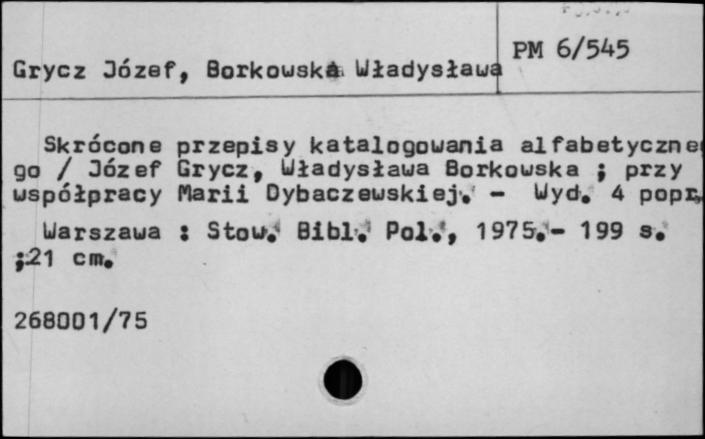 PM 6/545
Grycz Józef, Borkowska Władysława
Skrócone przepisy katalogowania alfabetyczne
go / Józef Grycz, Władysława Borkowska ; przy
współpracy Marii Dybaczewskiej. - Wyd. 4 popr.
Warszawa : Stow. Bibl. Pol., 1975.- 199 s.
;21 cm.
268001/75